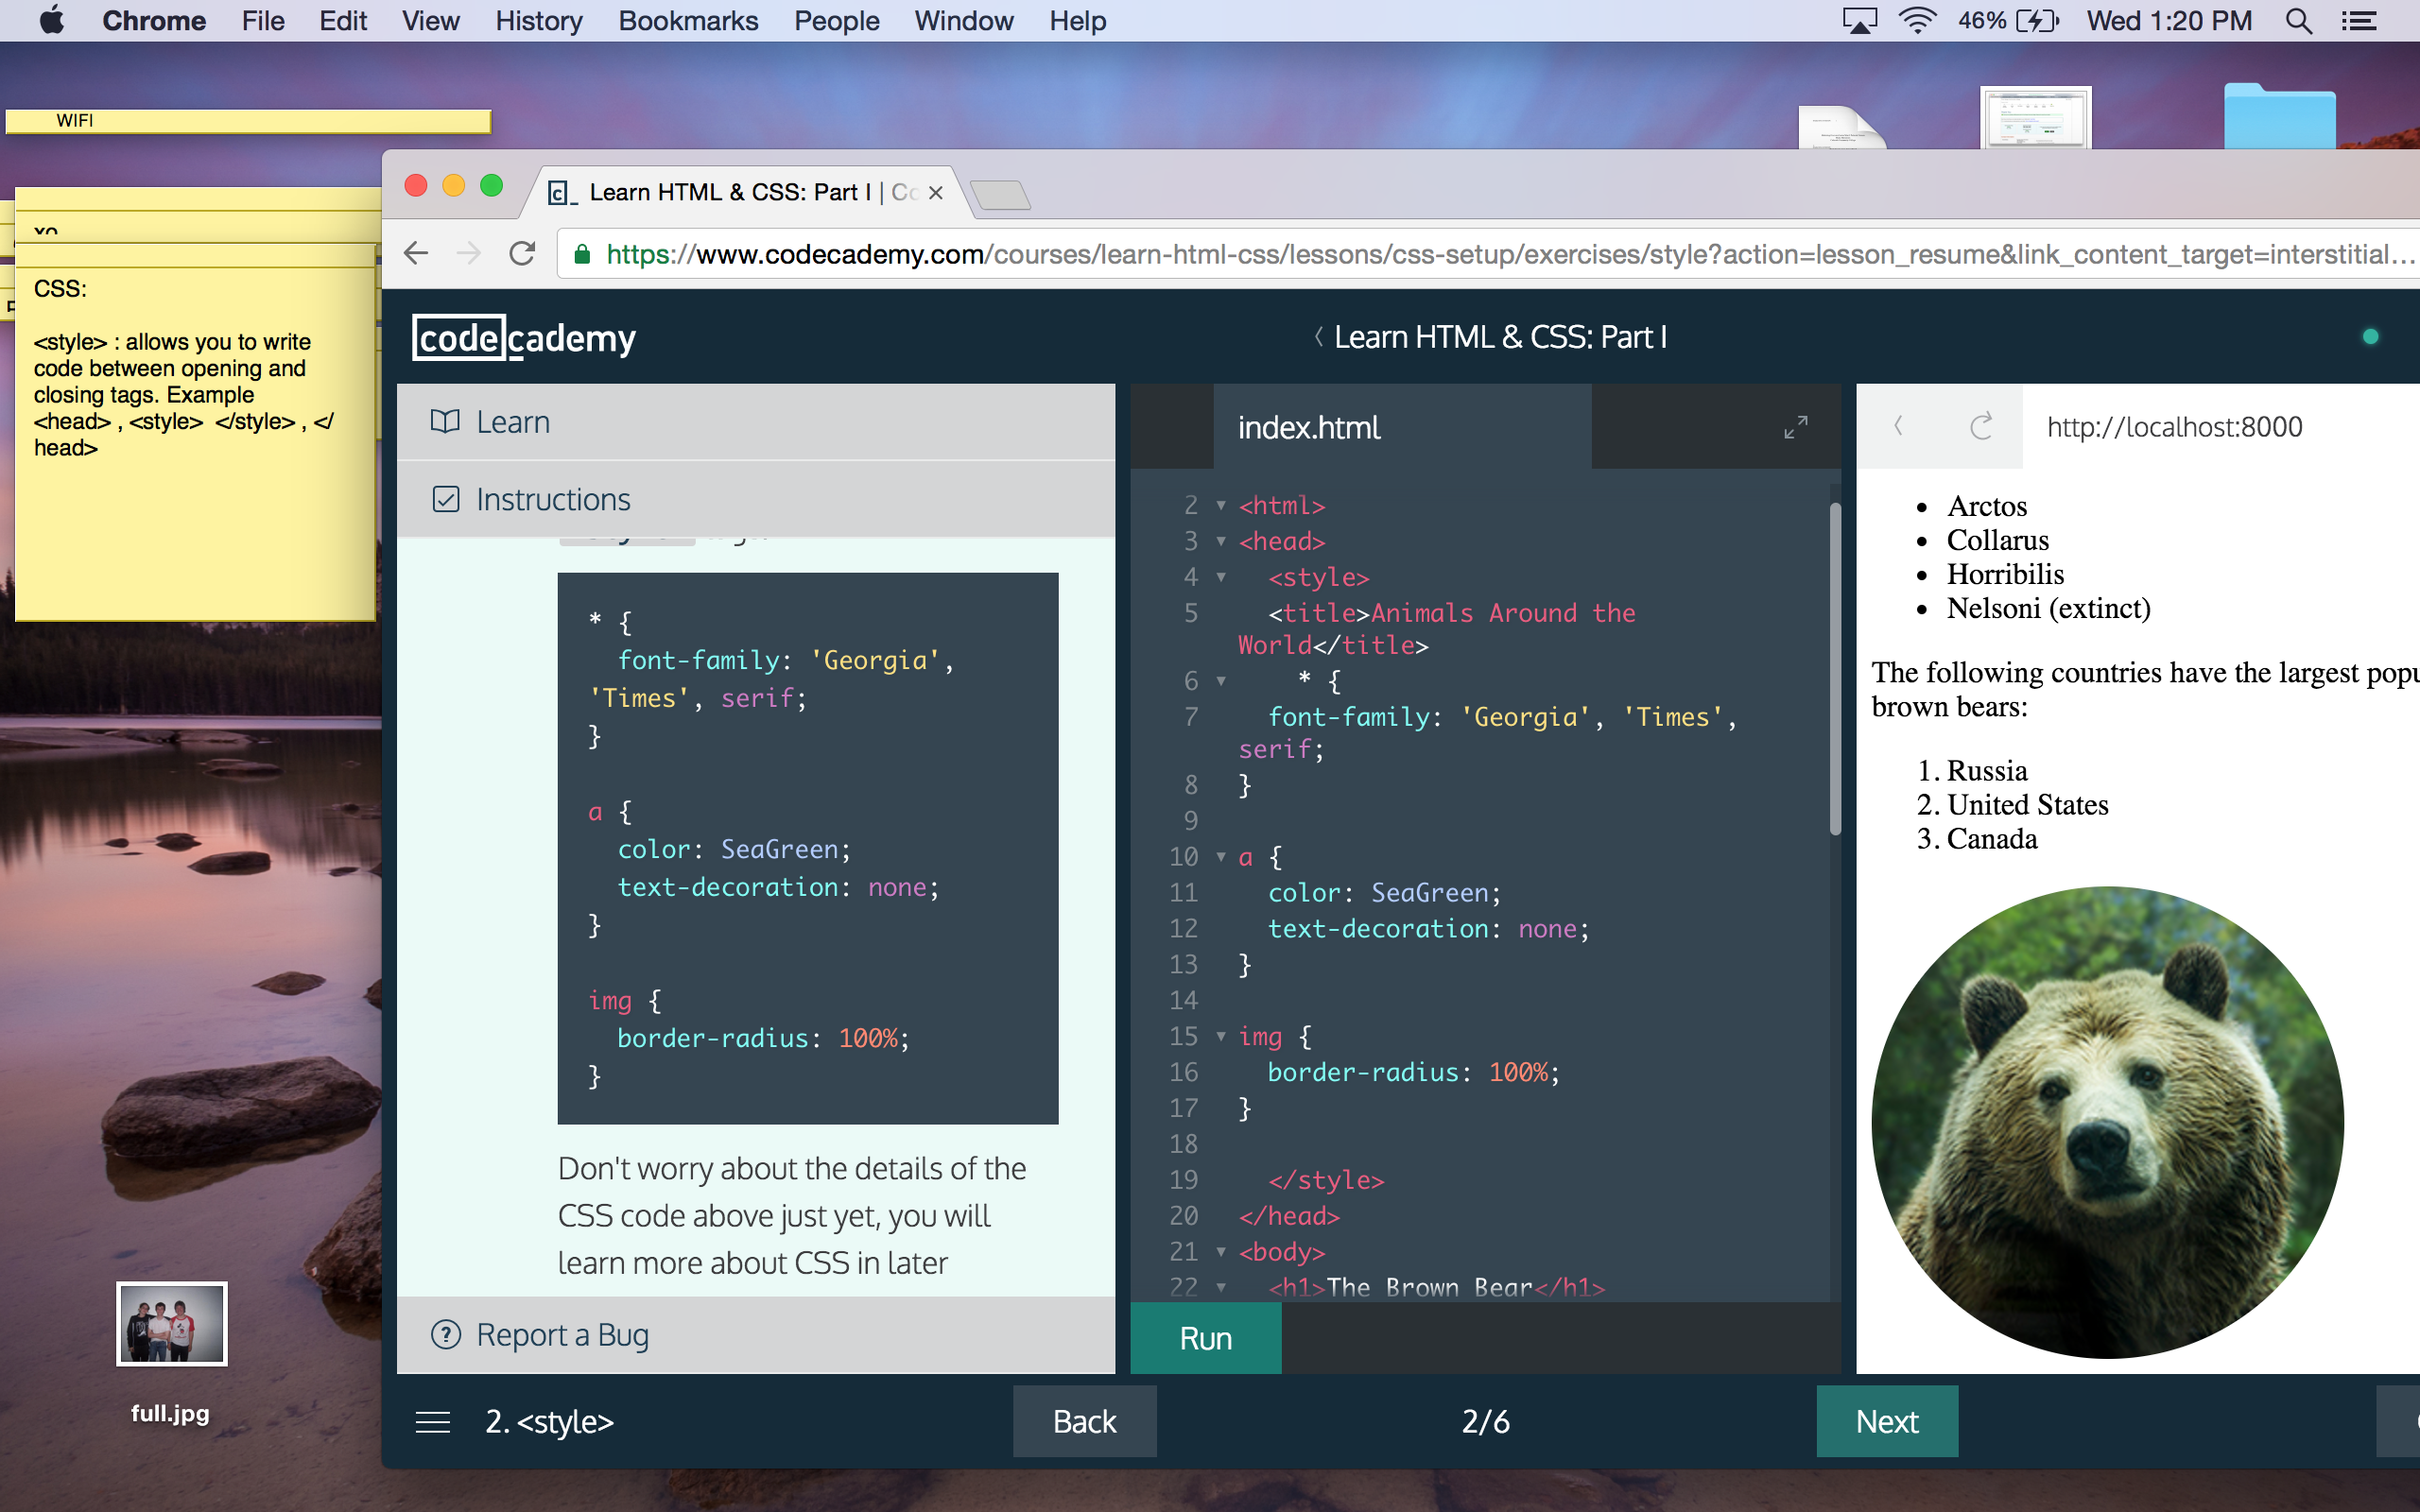 Chrome File Edit View History Bookmarks People Window Help 46% Wed 1:20 PM
WIFI
CSS:
<style> : allows you to write
code between opening and
closing tags. Example
<head> , <style>  </style> , </
head>
full.jpg
Learn HTML & CSS: Part I |
https://www.codecademy.com/courses/learn-html-css/lessons/css-setup/exercises/style?action=lesson_resume&link_content_target=interstitial...
codecademy
Learn HTML & CSS: Part I
Learn
Instructions
* {
  font-family: 'Georgia',
'Times', serif;
}
a {
  color: SeaGreen;
  text-decoration: none;
}
img {
  border-radius: 100%;
}
Don't worry about the details of the
CSS code above just yet, you will
learn more about CSS in later
Report a Bug
index.html
2 <html>
3 <head>
4   <style>
5   <title>Animals Around the
World</title>
6     * {
7   font-family: 'Georgia', 'Times',
serif;
8 }
9
10 a {
11   color: SeaGreen;
12   text-decoration: none;
13 }
14
15 img {
16   border-radius: 100%;
17 }
18
19   </style>
20 </head>
21 <body>
22   <h1>The Brown Bear</h1>
Run
http://localhost:8000
• Arctos
• Collarus
• Horribilis
• Nelsoni (extinct)
The following countries have the largest
brown bears:
1. Russia
2. United States
3. Canada
2. <style>
Back
2/6
Next